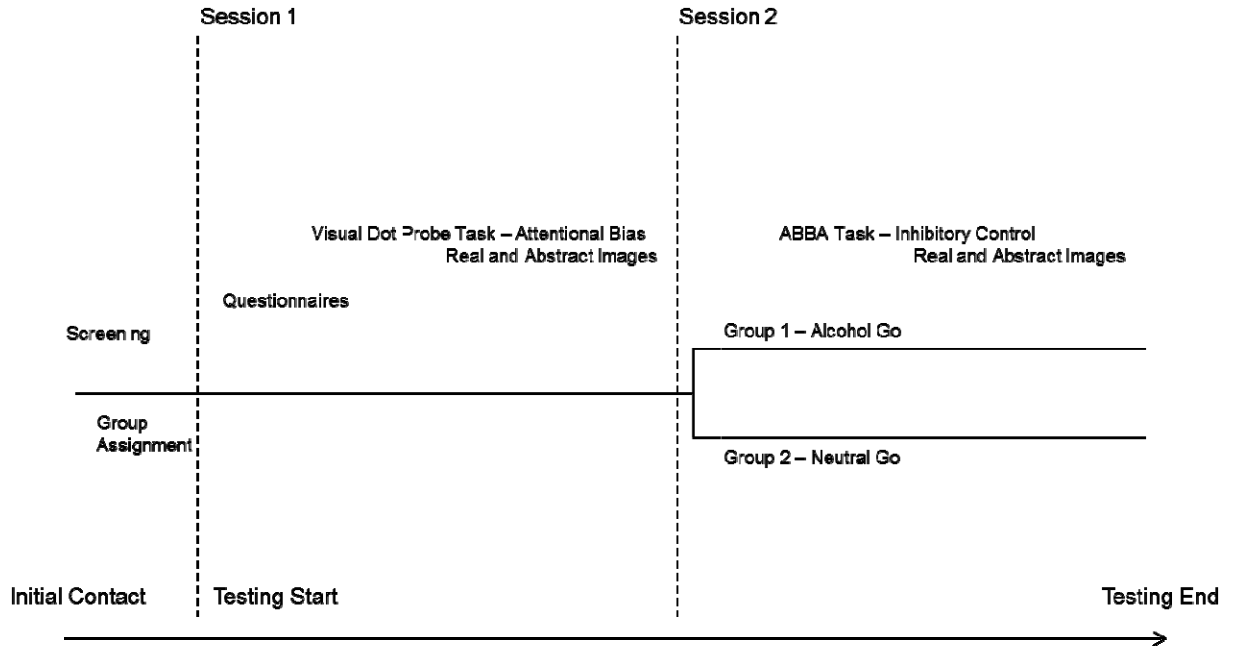 Session 1
Session 2
Visual Dot Probe Task – Attentional Bias
Real and Abstract Images
ABBA Task – Inhibitory Control
Real and Abstract Images
Questionnaires
Screen ng
Group 1 – Alcohol Go
Group
Assignment
Group 2 – Neutral Go
Initial Contact
Testing Start
Testing End